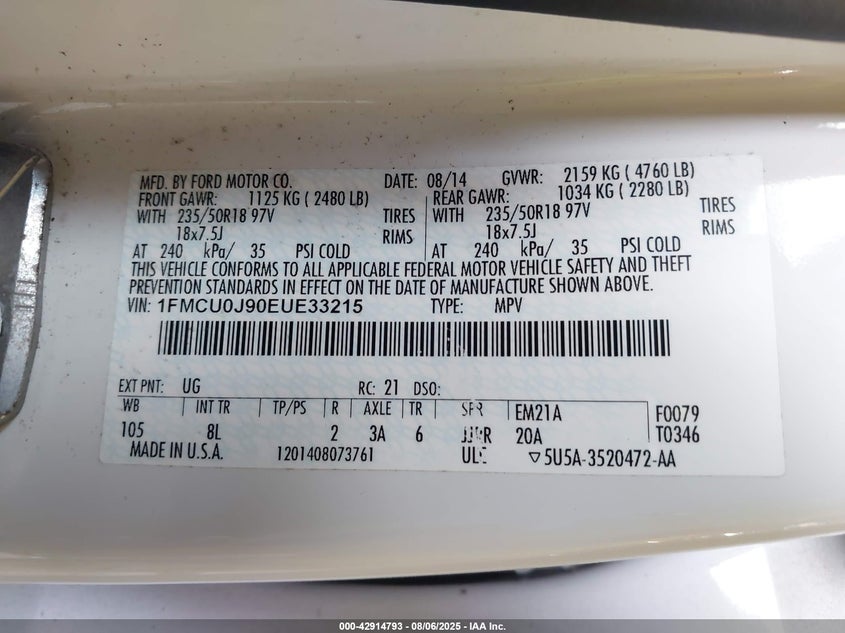 MFD. BY FORD MOTOR CO. DATE: 08/14 GVWR: 2159 KG ( 4760 LB)
FRONT GAWR: 1125 KG ( 2480 LB) REAR GAWR: 1034 KG ( 2280 LB)
WITH 235/50R18 97V TIRES WITH 235/50R18 97V TIRES
18x7.5J RIMS 18x7.5J RIMS
AT 240 kPa/ 35 PSI COLD AT 240 kPa/ 35 PSI COLD
THIS VEHICLE CONFORMS TO ALL APPLICABLE FEDERAL MOTOR VEHICLE SAFETY AND THEFT
PREVENTION STANDARDS IN EFFECT ON THE DATE OF MANUFACTURE SHOWN ABOVE.
VIN: 1FMCU0J90EUE33215 TYPE: MPV
EXT PNT: UG RC: 21 DSO:
WB INT TR TP/PS R AXLE TR SPR EM21A F0079
105 8L 2 3A 6 20A T0346
MADE IN U.S.A. 1201408073761 5U5A-3520472-AA
000-42914793 - 08/06/2025 - IAA Inc.